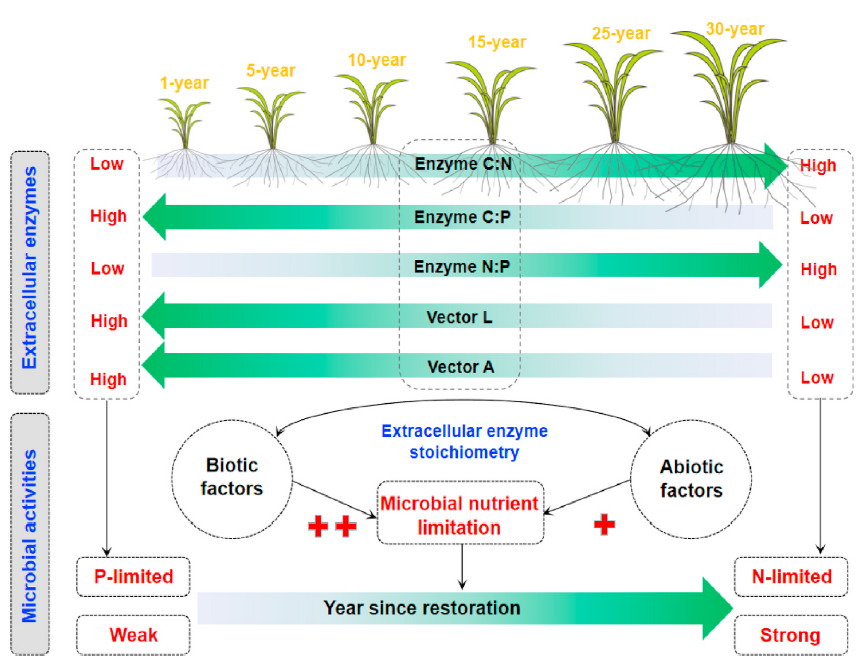 1-year
5-year
10-year
15-year
25-year
30-year
Extracellular enzymes
Low
Enzyme C:N
High
High
Enzyme C:P
Low
Low
Enzyme N:P
High
High
Vector L
Low
High
Vector A
Low
Microbial activities
Extracellular enzyme
stoichiometry
Biotic
factors
Abiotic
factors
Microbial nutrient
limitation
++
+
P-limited
N-limited
Year since restoration
Weak
Strong